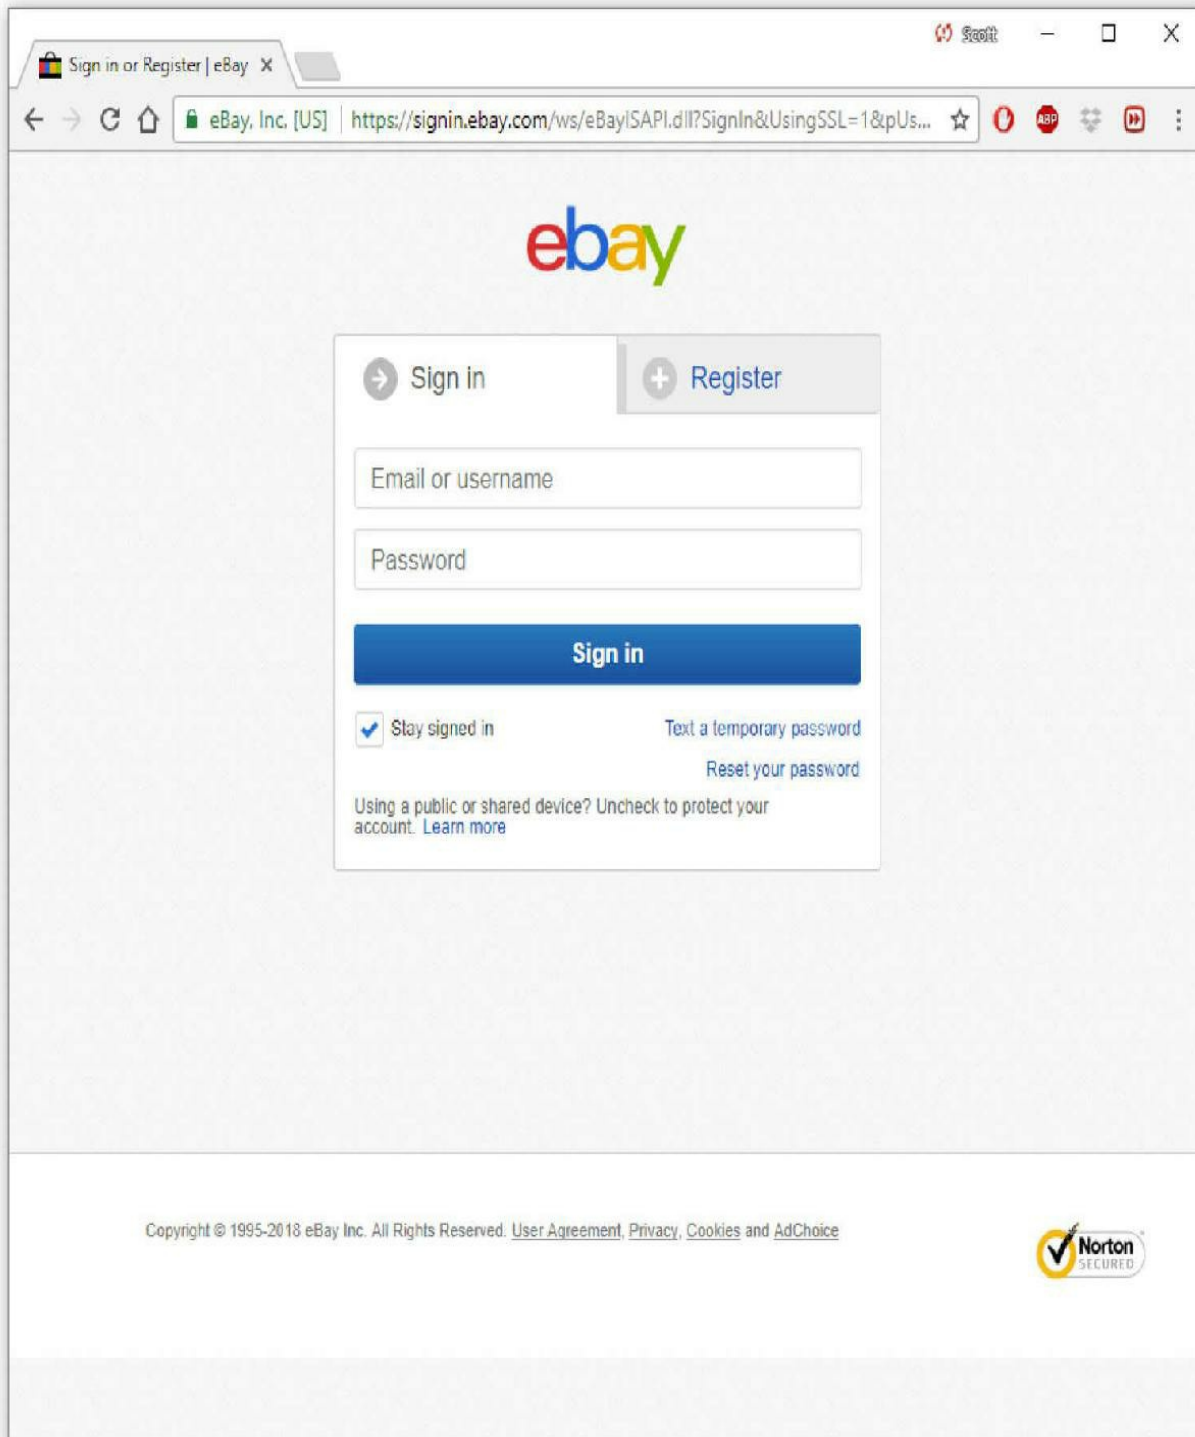 Scott
Sign in or Register | eBay
eBay, Inc. [US] | https://signin.ebay.com/ws/eBayISAPI.dll?SignIn&UsingSSL=1&pUs...
ABP
ebay
Sign in
Register
Email or username
Password
Sign in
Stay signed in
Text a temporary password
Reset your password
Using a public or shared device? Uncheck to protect your
account. Learn more
Copyright © 1995-2018 eBay Inc. All Rights Reserved. User Agreement, Privacy, Cookies and AdChoice
Norton
SECURED